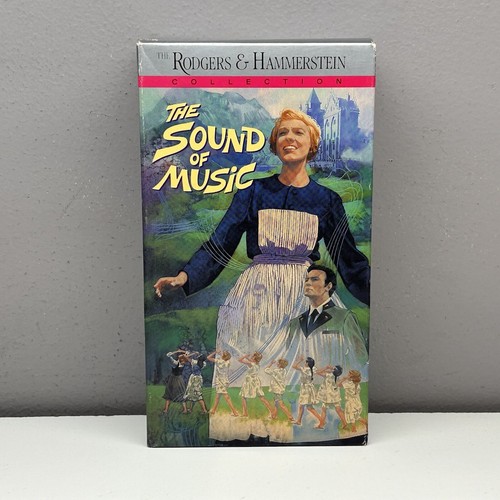 THE RODGERS & HAMMERSTEIN
COLLECTION
THE
SOUND
OF
MUSIC